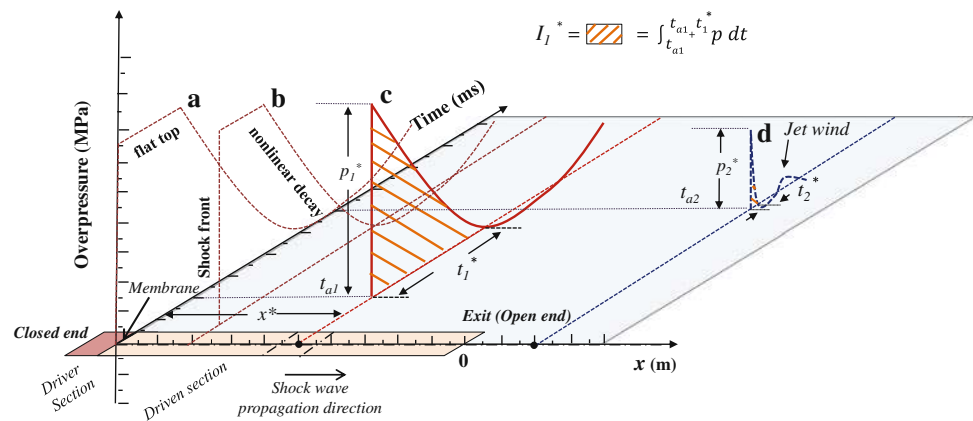 I1* = = ∫ta1^ta1+t1* p dt
a
b
c
d
Time (ms)
flat top
nonlinear decay
Overpressure (MPa)
Shock front
p1*
p2*
Jet wind
ta2
t2*
t1*
ta1
Membrane
x*
Closed end
Exit (Open end)
0
x (m)
Driver
Section
Driven section
Shock wave
propagation direction